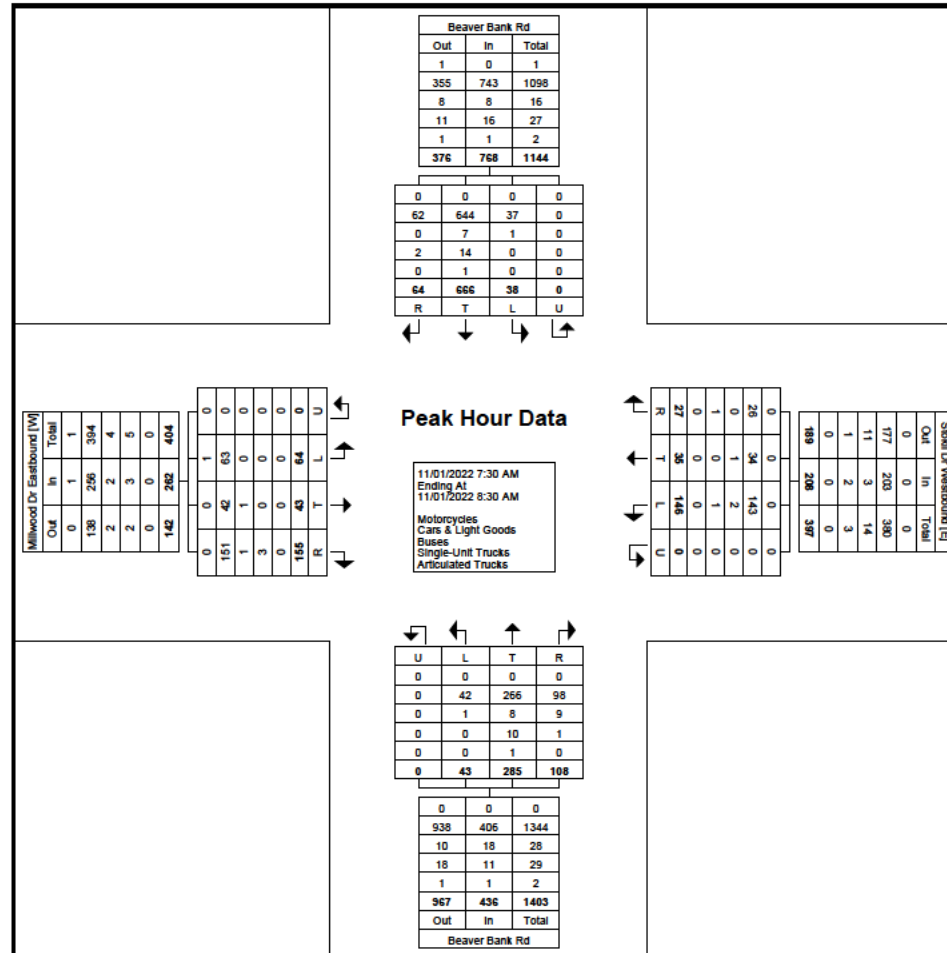 Beaver Bank Rd
Out In Total
1 0 1
355 743 1098
8 8 16
11 16 27
1 1 2
376 768 1144
0 0 0 0
62 644 37 0
0 7 1 0
2 14 0 0
0 1 0 0
64 666 38 0
R T L U
Millwood Dr Eastbound [W]
Out In Total
0 1 1
138 256 394
2 2 4
2 3 5
0 0 0
142 262 404
0 0 1 0
151 42 63 0
1 1 0 0
3 0 0 0
0 0 0 0
155 43 64 0
R T L U
Peak Hour Data
11/01/2022 7:30 AM
Ending At
11/01/2022 8:30 AM
Motorcycles
Cars & Light Goods
Buses
Single-Unit Trucks
Articulated Trucks
Dr Westbound [E]
Out In Total
0 0 0
177 203 380
11 3 14
1 2 3
0 0 0
189 208 397
0 0 0 0
26 34 143 0
0 1 2 0
1 0 1 0
0 0 0 0
27 35 146 0
R T L U
U L T R
0 0 0 0
0 42 266 98
0 1 8 9
0 0 10 1
0 0 1 0
0 43 285 108
0 0 0
938 406 1344
10 18 28
18 11 29
1 1 2
967 436 1403
Out In Total
Beaver Bank Rd